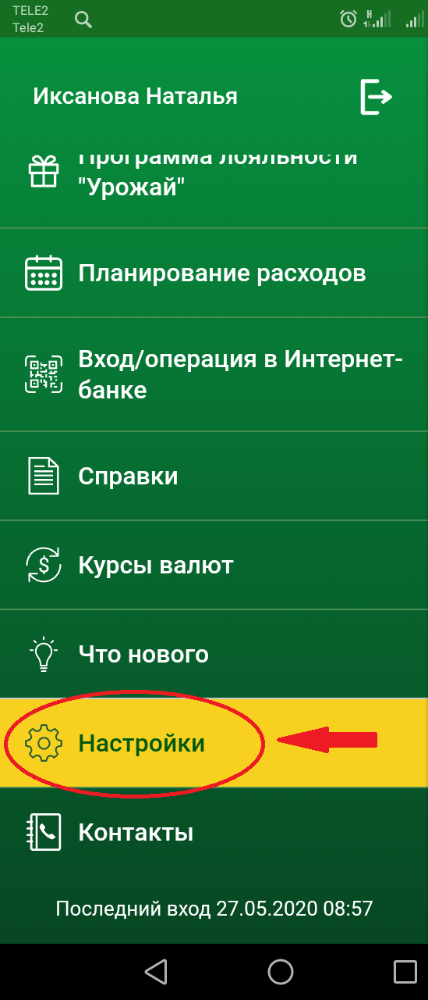 TELE2
Tele2
Иксанова Наталья
Программа лояльности
"Урожай"
Планирование расходов
Вход/операция в Интернет-
банке
Справки
Курсы валют
Что нового
Настройки
Контакты
Последний вход 27.05.2020 08:57